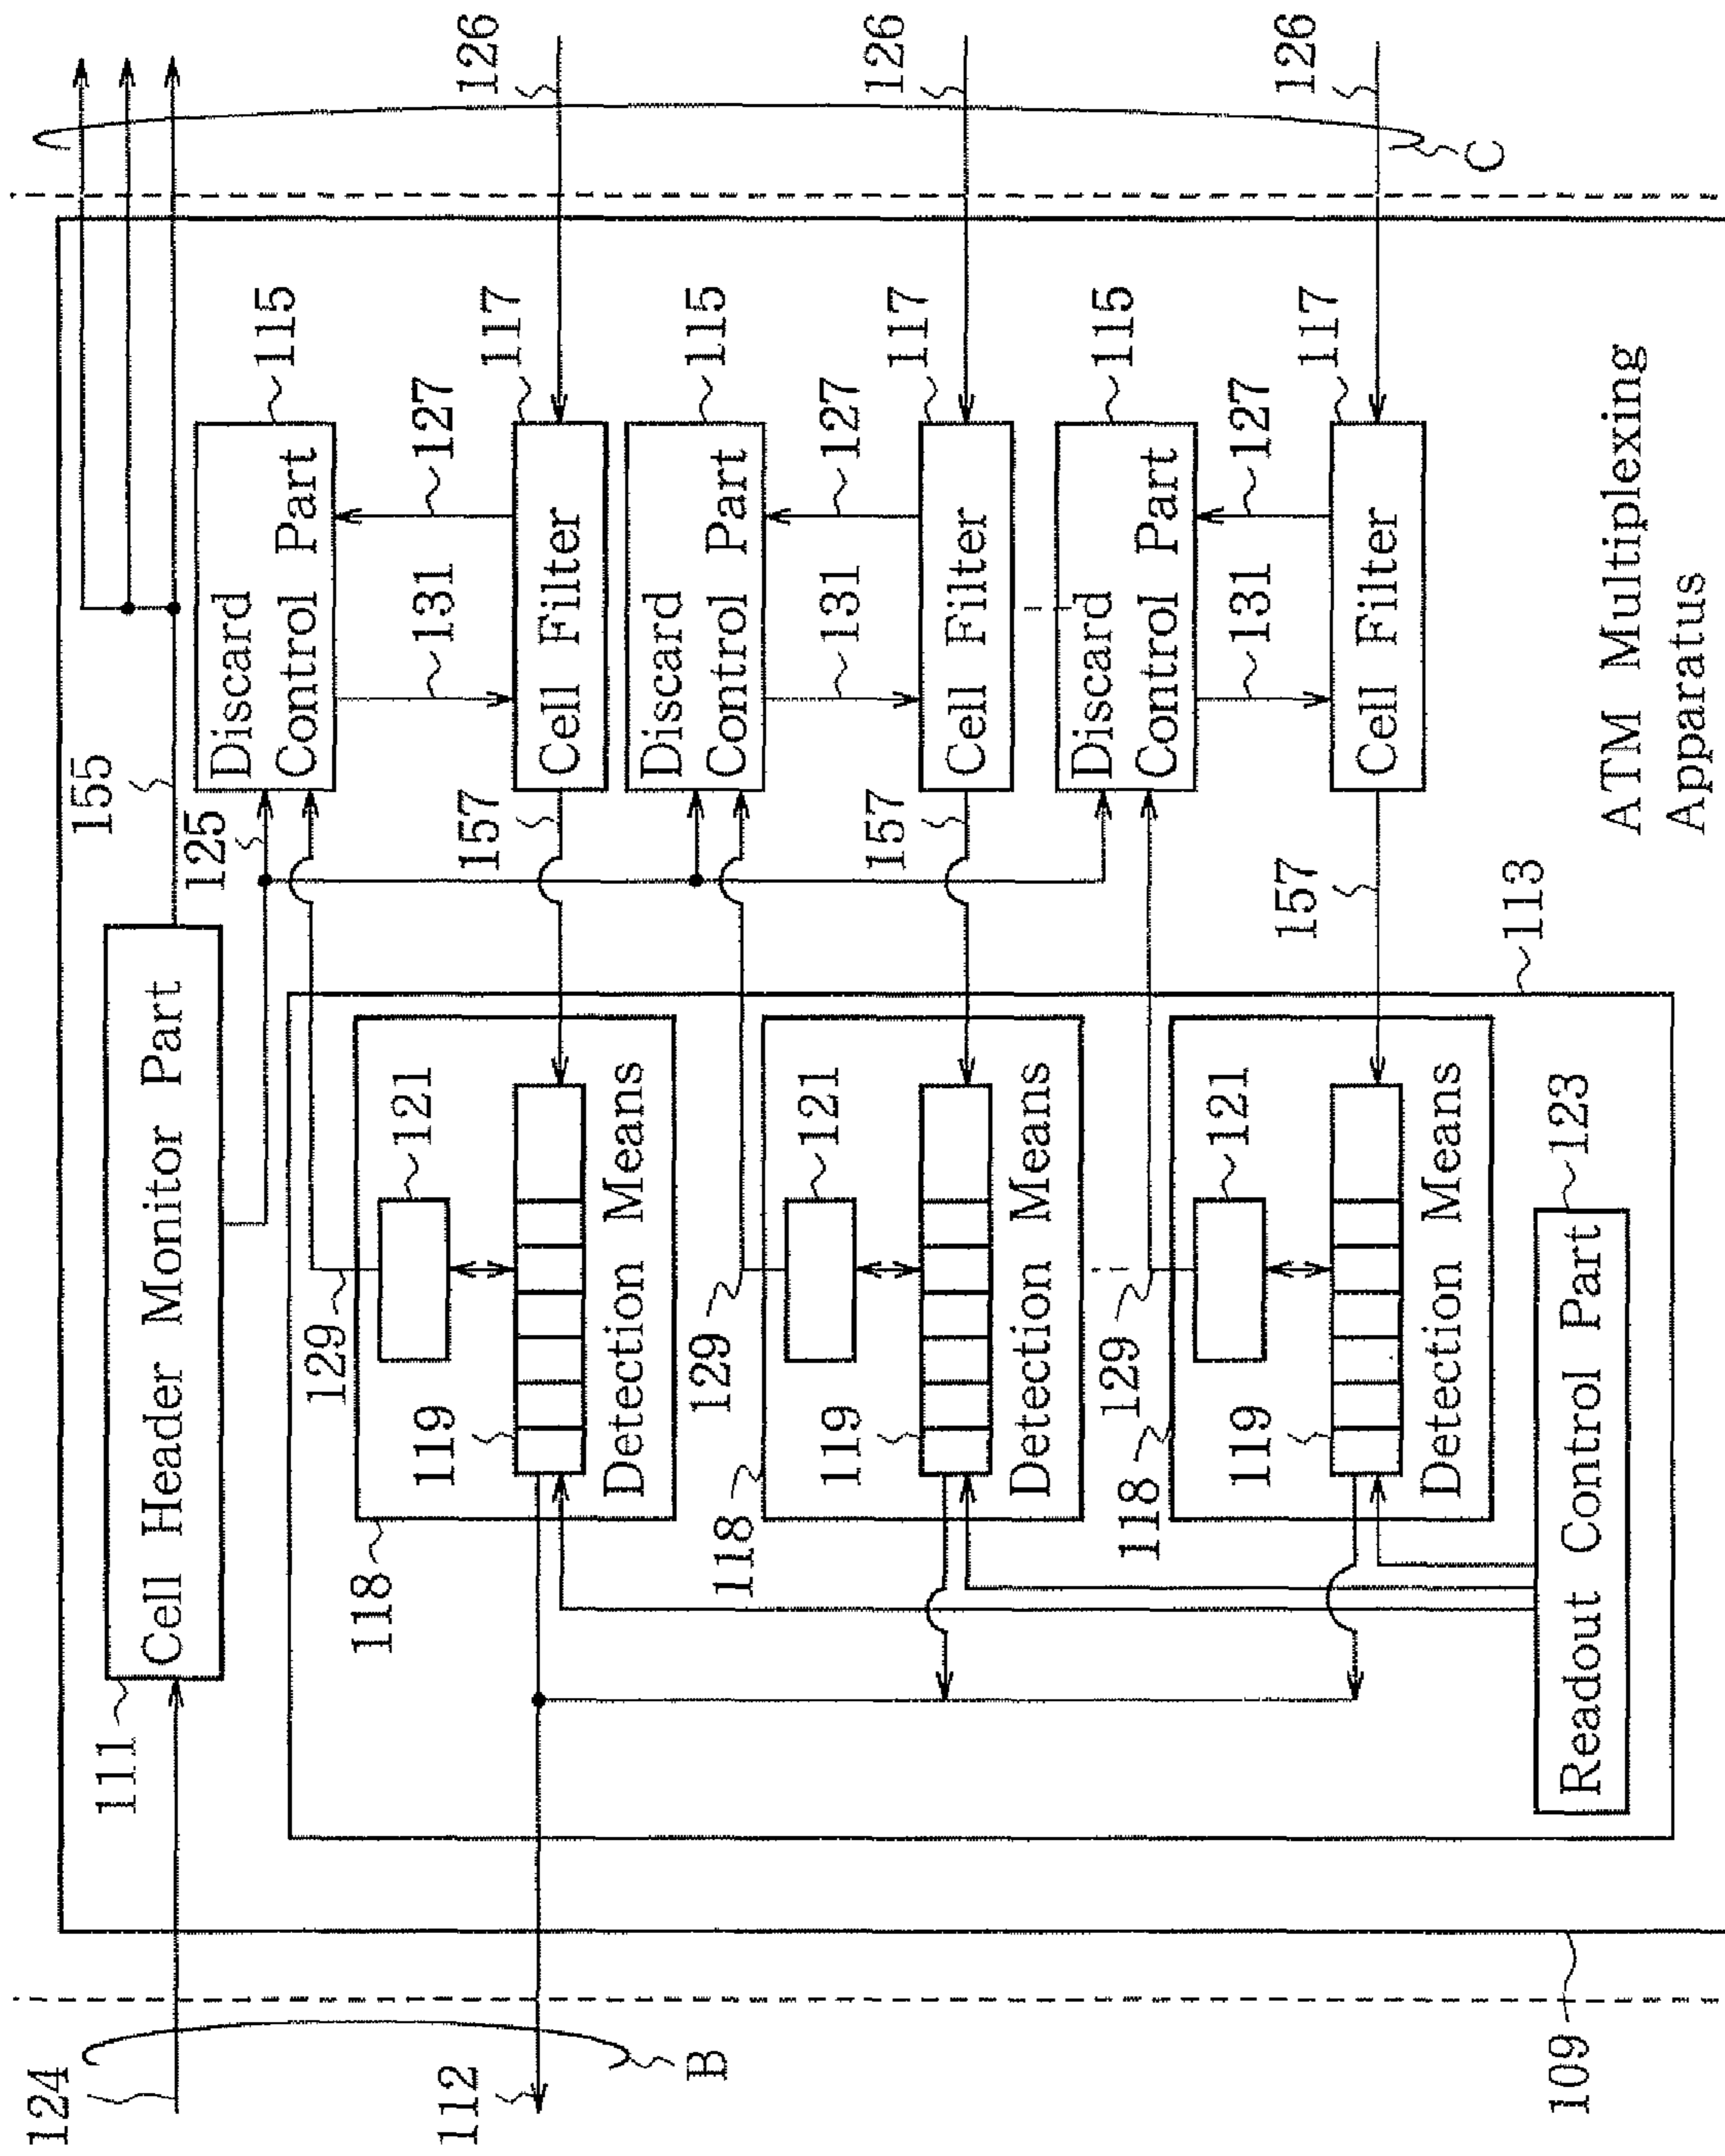 124
112
B
109
111
Cell Header Monitor Part
155
125
129
118
119
121
Detection Means
157
Discard
Control Part
115
131
127
Cell Filter
117
126
129
118
119
121
Detection Means
157
Discard
Control Part
115
131
127
Cell Filter
117
126
129
118
119
121
Detection Means
157
Discard
Control Part
115
131
127
Cell Filter
117
126
C
Readout Control Part
123
113
ATM Multiplexing
Apparatus